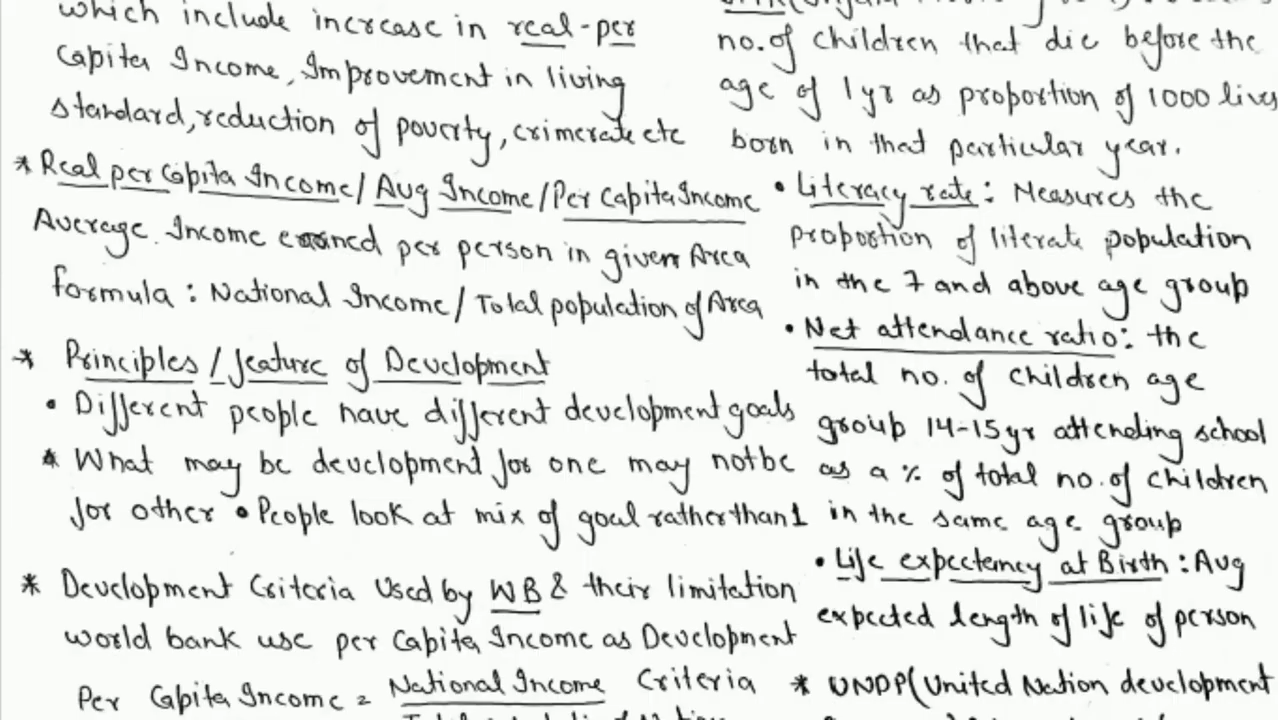 which include increase in real-per
Capita Income, Improvement in living
standard, reduction of poverty, crimerate etc
* Real per Capita Income/ Avg Income/Per Capita Income
Average Income earned per person in given Area
formula : National Income/ Total population of Area
* Principles / feature of Development
• Different people have different development goals
* What may be development for one may not be
for other • People look at mix of goal rather than 1
* Development Criteria Used by WB & their limitation
world bank use per Capita Income as Development
Per Capita Income = National Income Criteria
no. of children that die before the
age of 1 yr as proportion of 1000 lives
born in that particular year.
• Literacy rate : Measures the
proportion of literate population
in the 7 and above age group
• Net attendance ratio : the
total no. of children age
group 14-15 yr attending school
as a % of total no. of children
in the same age group
• Life expectency at Birth : Avg
expected length of life of person
* UNDP (United Nation development